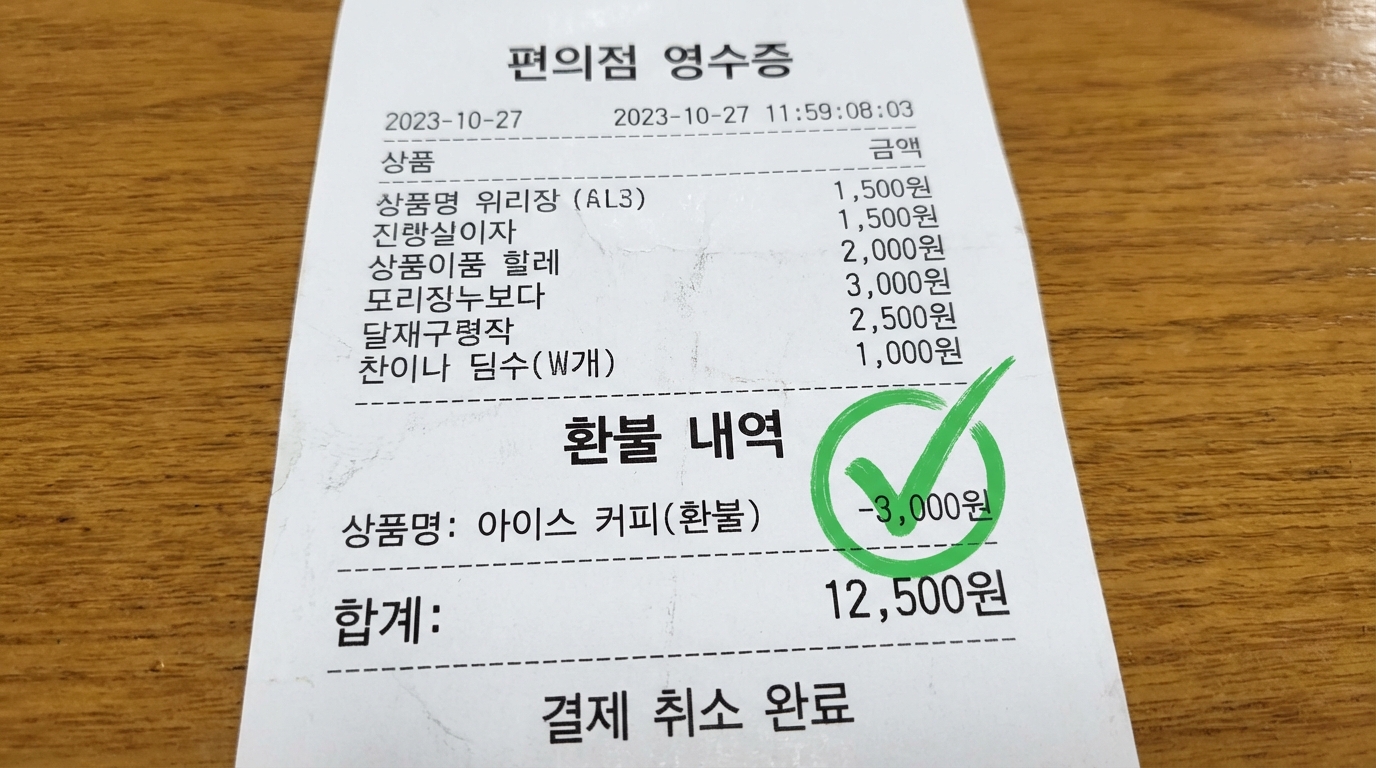 편의점 영수증
2023-10-27 2023-10-27 11:59:08:03
상품 금액
상품명 위리장 (AL3) 1,500원
진랭살이자 1,500원
상품이품 할레 2,000원
모리장누보다 3,000원
달재구령작 2,500원
찬이나 딤수(W개) 1,000원
환불 내역
상품명: 아이스 커피(환불) -3,000원
합계: 12,500원
결제 취소 완료